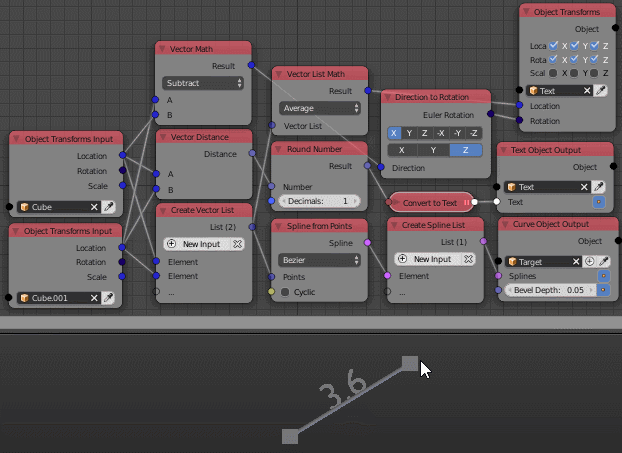 Object Transforms
Object
Loca X Y Z
Rota X Y Z
Scal X Y Z
Text
Location
Rotation
Vector Math
Result
Subtract
A
B
Vector List Math
Result
Average
Vector List
Direction to Rotation
Euler Rotation
X Y Z -X -Y -Z
X Y Z
Direction
Object Transforms Input
Location
Rotation
Scale
Cube
Vector Distance
Distance
A
B
Round Number
Result
Number
Decimals: 1
Text Object Output
Object
Text
Text
Convert to Text
Object Transforms Input
Location
Rotation
Scale
Cube.001
Create Vector List
List (2)
New Input
Element
Element
...
Spline from Points
Spline
Bezier
Points
Cyclic
Create Spline List
List (1)
New Input
Element
...
Curve Object Output
Object
Target
Splines
Bevel Depth: 0.05
3.6